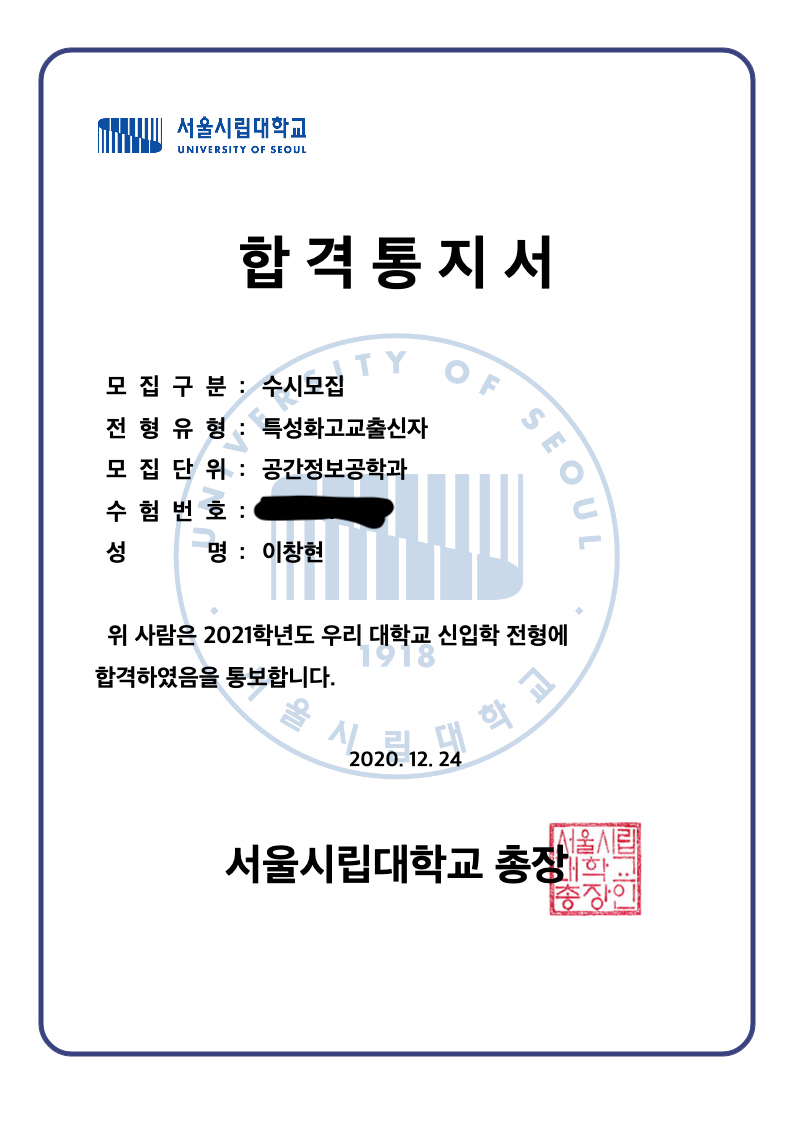 서울시립대학교
UNIVERSITY OF SEOUL
합격통지서
모집구분 : 수시모집
전형유형 : 특성화고교출신자
모집단위 : 공간정보공학과
수험번호 :
성 명 : 이창현
위 사람은 2021학년도 우리 대학교 신입학 전형에
합격하였음을 통보합니다.
2020. 12. 24
서울시립대학교 총장
서울시립
대학교
총장인
UNIVERSITY OF SEOUL
1918
서울시립대학교